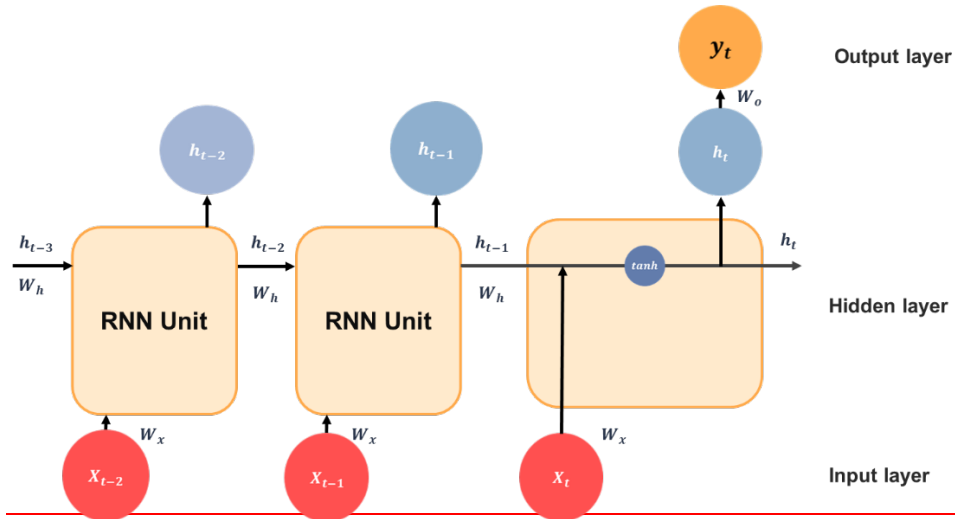 y_t
Output layer
W_o
h_{t-2}
h_{t-1}
h_t
h_{t-3}
h_{t-2}
h_{t-1}
h_t
tanh
W_h
W_h
W_h
RNN Unit
RNN Unit
Hidden layer
W_x
W_x
W_x
X_{t-2}
X_{t-1}
X_t
Input layer